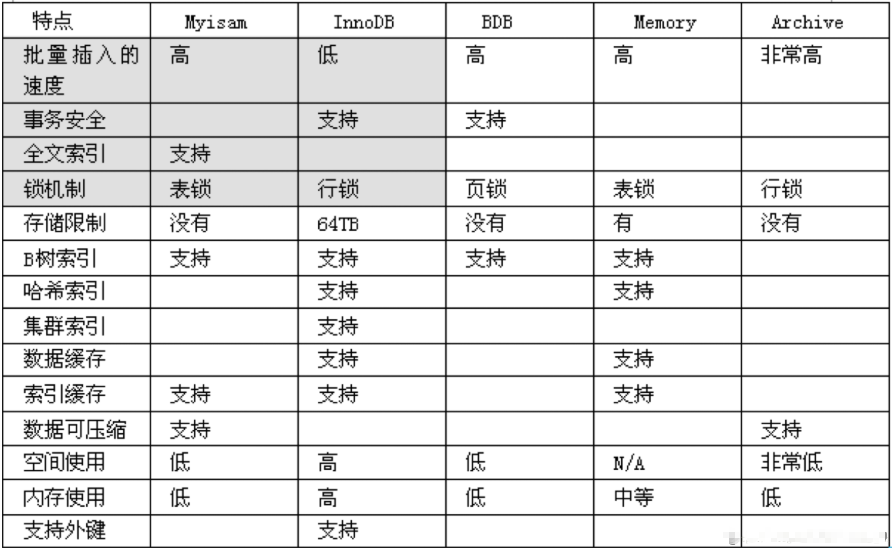 特点 Myisam InnoDB BDB Memory Archive
批量插入的 高 低 高 高 非常高
速度
事务安全 支持 支持
全文索引 支持
锁机制 表锁 行锁 页锁 表锁 行锁
存储限制 没有 64TB 没有 有 没有
B树索引 支持 支持 支持 支持
哈希索引 支持 支持
集群索引 支持
数据缓存 支持 支持
索引缓存 支持 支持 支持
数据可压缩 支持 支持
空间使用 低 高 低 N/A 非常低
内存使用 低 高 低 中等 低
支持外键 支持